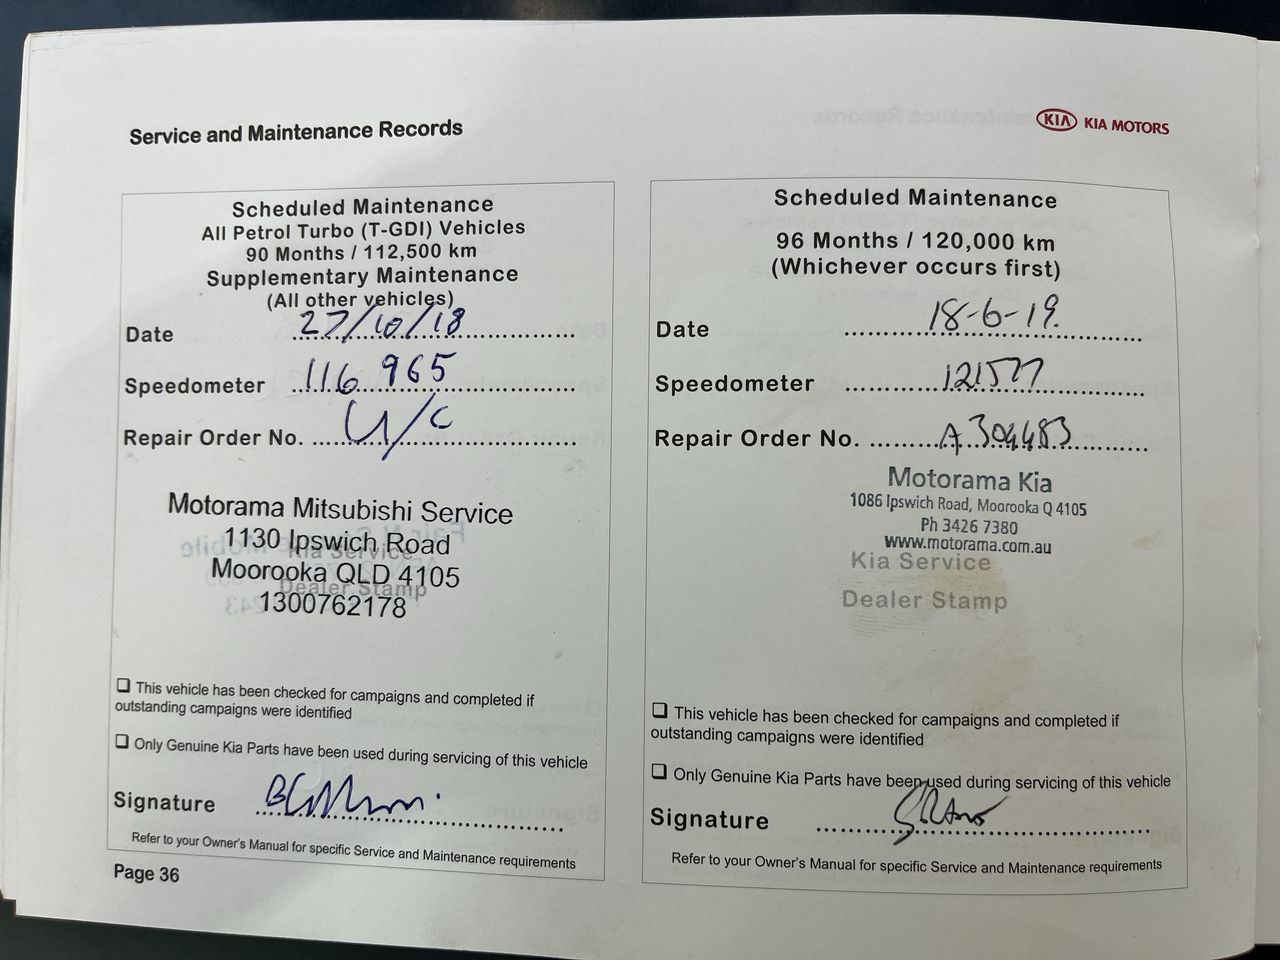 Service and Maintenance Records
KIA KIA MOTORS
Scheduled Maintenance
All Petrol Turbo (T-GDI) Vehicles
90 Months / 112,500 km
Supplementary Maintenance
(All other vehicles)
Date 27/10/18
Speedometer 116 965
Repair Order No. U/C
Motorama Mitsubishi Service
1130 Ipswich Road
Kia Service
Moorooka QLD 4105
Dealer Stamp
1300762178
❑ This vehicle has been checked for campaigns and completed if
outstanding campaigns were identified
❑ Only Genuine Kia Parts have been used during servicing of this vehicle
Signature
Refer to your Owner's Manual for specific Service and Maintenance requirements
Page 36
Scheduled Maintenance
96 Months / 120,000 km
(Whichever occurs first)
Date 18-6-19.
Speedometer 121577
Repair Order No. A304483
Motorama Kia
1086 Ipswich Road, Moorooka Q 4105
Ph 3426 7380
www.motorama.com.au
Kia Service
Dealer Stamp
❑ This vehicle has been checked for campaigns and completed if
outstanding campaigns were identified
❑ Only Genuine Kia Parts have been used during servicing of this vehicle
Signature
Refer to your Owner's Manual for specific Service and Maintenance requirements